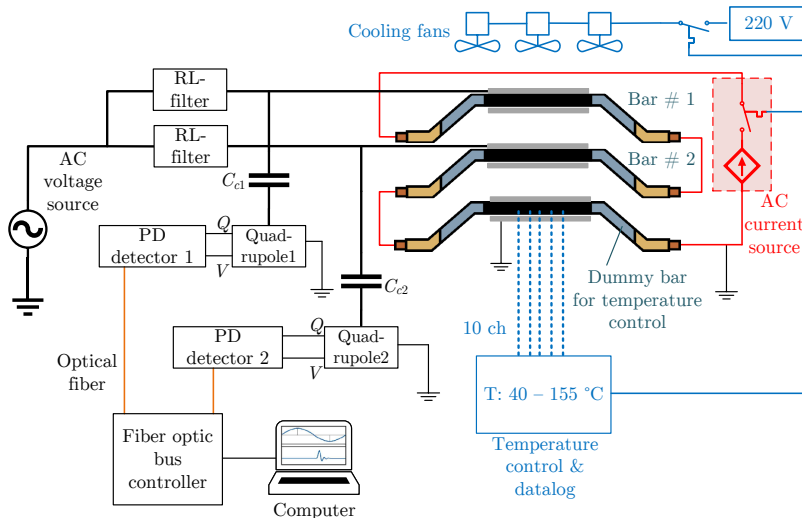 Cooling fans
220 V
RL-
filter
Bar # 1
RL-
filter
Bar # 2
AC
voltage
source
C_c1
AC
current
source
PD
detector 1
Q
V
Quad-
rupole1
C_c2
Dummy bar
for temperature
control
10 ch
PD
detector 2
Q
V
Quad-
rupole2
Optical
fiber
T: 40 – 155 °C
Fiber optic
bus
controller
Temperature
control &
datalog
Computer